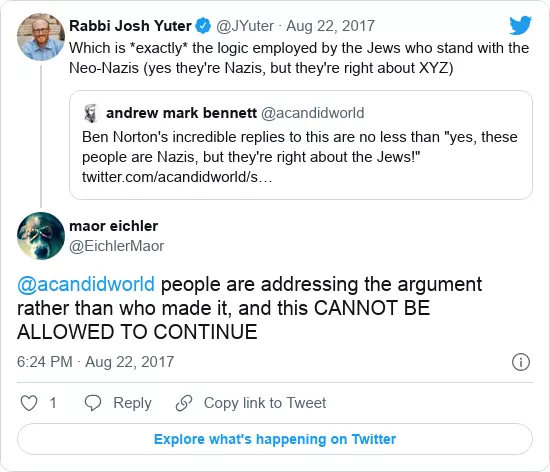 Rabbi Josh Yuter @JYuter · Aug 22, 2017
Which is *exactly* the logic employed by the Jews who stand with the
Neo-Nazis (yes they're Nazis, but they're right about XYZ)
andrew mark bennett @acandidworld
Ben Norton's incredible replies to this are no less than "yes, these
people are Nazis, but they're right about the Jews!"
twitter.com/acandidworld/s…
maor eichler
@EichlerMaor
@acandidworld people are addressing the argument
rather than who made it, and this CANNOT BE
ALLOWED TO CONTINUE
6:24 PM · Aug 22, 2017
1 Reply Copy link to Tweet
Explore what's happening on Twitter